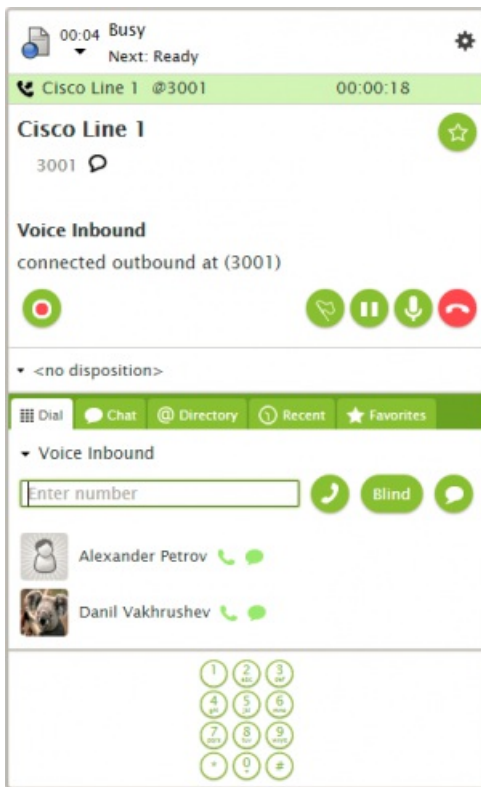 00:04 Busy
Next: Ready
Cisco Line 1 @3001 00:00:18
Cisco Line 1
3001
Voice Inbound
connected outbound at (3001)
<no disposition>
Dial Chat @ Directory Recent Favorites
Voice Inbound
Enter number Blind
Alexander Petrov
Danil Vakhrushev
1 2 3
4 5 6
7 8 9
* 0 #